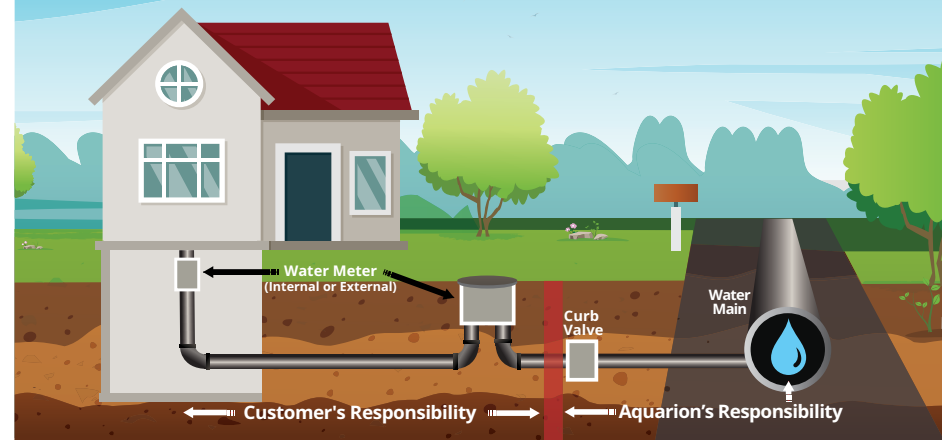 Water Meter
(Internal or External)
Water
Main
Curb
Valve
Customer's Responsibility
Aquarion’s Responsibility